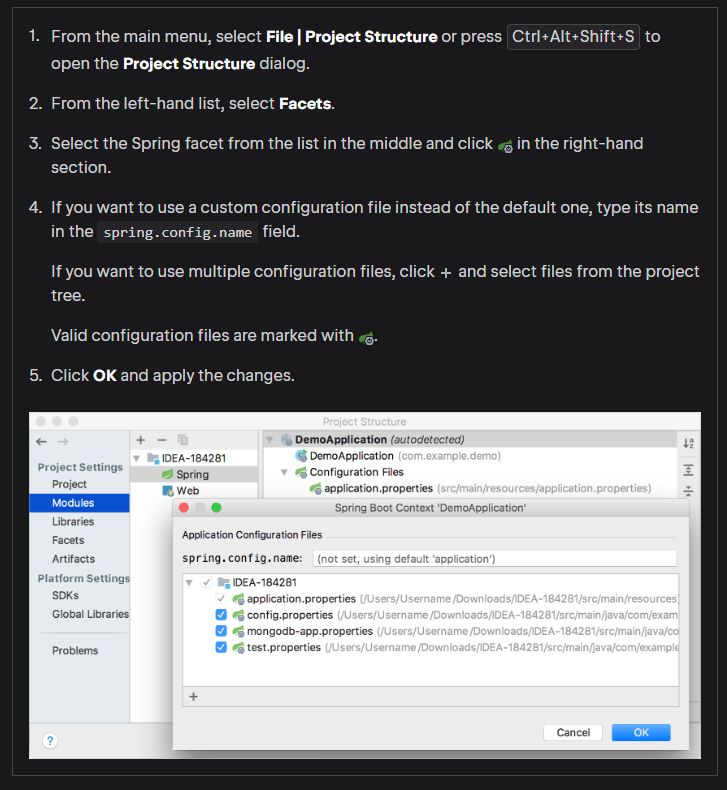 1. From the main menu, select File | Project Structure or press Ctrl+Alt+Shift+S to
open the Project Structure dialog.
2. From the left-hand list, select Facets.
3. Select the Spring facet from the list in the middle and click in the right-hand
section.
4. If you want to use a custom configuration file instead of the default one, type its name
in the spring.config.name field.
If you want to use multiple configuration files, click + and select files from the project
tree.
Valid configuration files are marked with .
5. Click OK and apply the changes.
Project Structure
Project Settings
Project
Modules
Libraries
Facets
Artifacts
Platform Settings
SDKs
Global Libraries
Problems
IDEA-184281
Spring
Web
DemoApplication (autodetected)
DemoApplication (com.example.demo)
Configuration Files
application.properties (src/main/resources/application.properties)
Spring Boot Context 'DemoApplication'
Application Configuration Files
spring.config.name: (not set, using default 'application')
IDEA-184281
application.properties (/Users/Username/Downloads/IDEA-184281/src/main/resources)
config.properties (/Users/Username/Downloads/IDEA-184281/src/main/java/com/exam
mongodb-app.properties (/Users/Username/Downloads/IDEA-184281/src/main/java/co
test.properties (/Users/Username/Downloads/IDEA-184281/src/main/java/com/example
+
Cancel OK
?